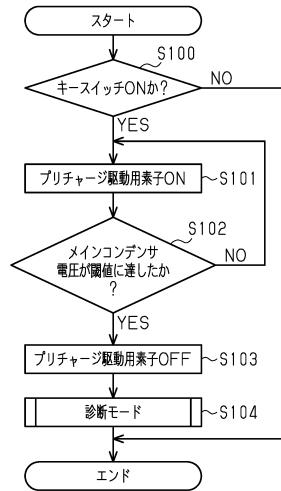 スタート
S100
キースイッチONか?
NO
YES
プリチャージ駆動用素子ON
S101
S102
メインコンデンサ
電圧が閾値に達したか
?
NO
YES
プリチャージ駆動用素子OFF
S103
診断モード
S104
エンド